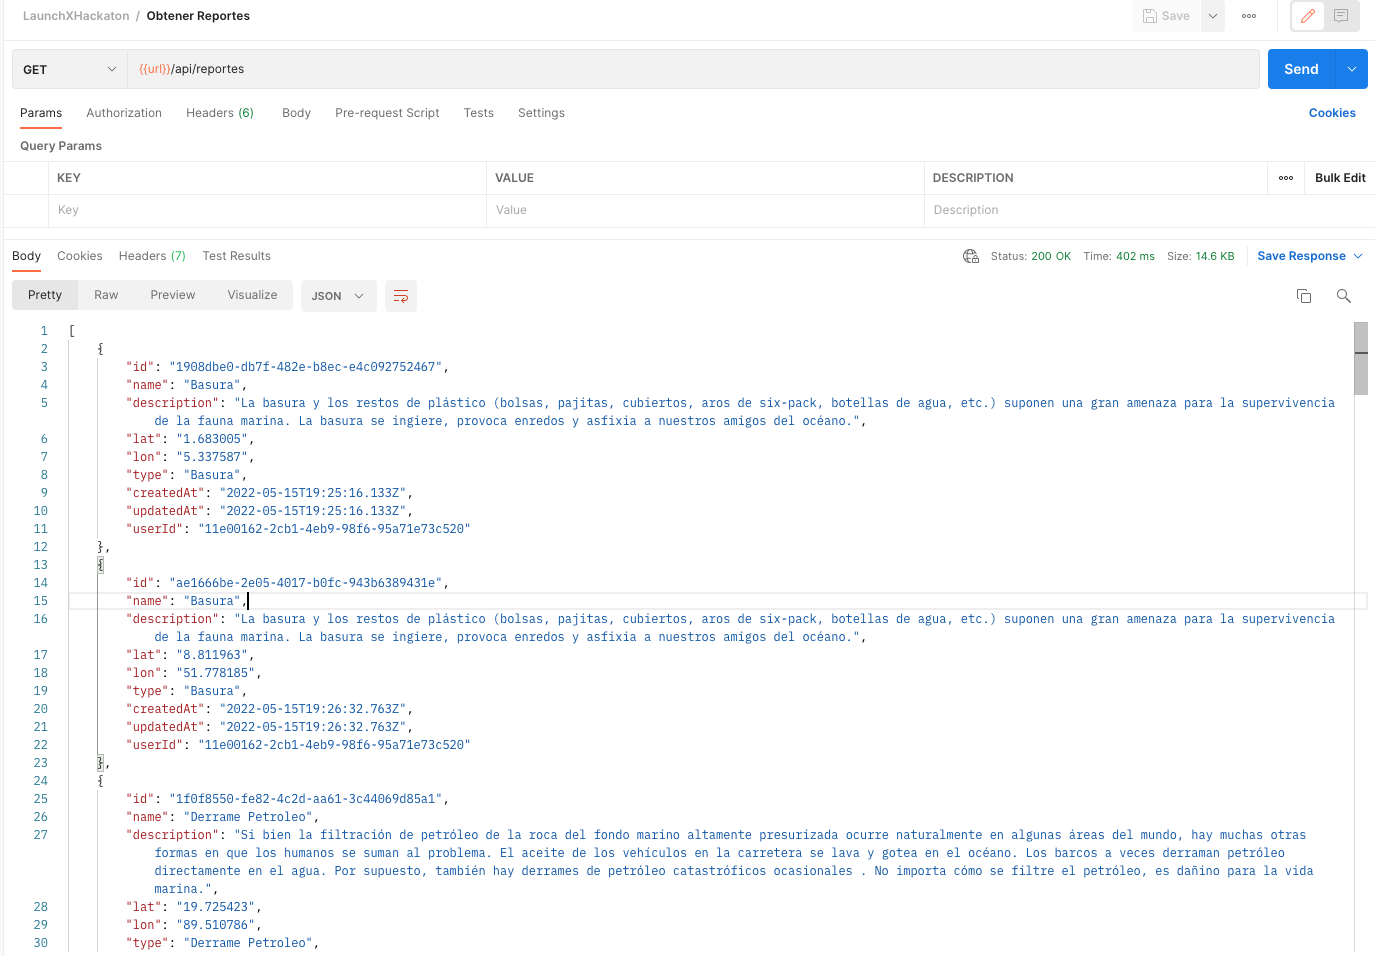 LaunchXHackaton / Obtener Reportes
Save
GET
{{url}}/api/reportes
Send
Params Authorization Headers (6) Body Pre-request Script Tests Settings
Cookies
Query Params
KEY VALUE DESCRIPTION Bulk Edit
Key Value Description
Body Cookies Headers (7) Test Results
Status: 200 OK Time: 402 ms Size: 14.6 KB Save Response
Pretty Raw Preview Visualize JSON
1 [
2 {
3 "id": "1908dbe0-db7f-482e-b8ec-e4c092752467",
4 "name": "Basura",
5 "description": "La basura y los restos de plástico (bolsas, pajitas, cubiertos, aros de six-pack, botellas de agua, etc.) suponen una gran amenaza para la supervivencia
de la fauna marina. La basura se ingiere, provoca enredos y asfixia a nuestros amigos del océano.",
6 "lat": "1.683005",
7 "lon": "5.337587",
8 "type": "Basura",
9 "createdAt": "2022-05-15T19:25:16.133Z",
10 "updatedAt": "2022-05-15T19:25:16.133Z",
11 "userId": "11e00162-2cb1-4eb9-98f6-95a71e73c520"
12 },
13 {
14 "id": "ae1666be-2e05-4017-b0fc-943b6389431e",
15 "name": "Basura",
16 "description": "La basura y los restos de plástico (bolsas, pajitas, cubiertos, aros de six-pack, botellas de agua, etc.) suponen una gran amenaza para la supervivencia
de la fauna marina. La basura se ingiere, provoca enredos y asfixia a nuestros amigos del océano.",
17 "lat": "8.811963",
18 "lon": "51.778185",
19 "type": "Basura",
20 "createdAt": "2022-05-15T19:26:32.763Z",
21 "updatedAt": "2022-05-15T19:26:32.763Z",
22 "userId": "11e00162-2cb1-4eb9-98f6-95a71e73c520"
23 },
24 {
25 "id": "1f0f8550-fe82-4c2d-aa61-3c44069d85a1",
26 "name": "Derrame Petroleo",
27 "description": "Si bien la filtración de petróleo de la roca del fondo marino altamente presurizada ocurre naturalmente en algunas áreas del mundo, hay muchas otras
formas en que los humanos se suman al problema. El aceite de los vehículos en la carretera se lava y gotea en el océano. Los barcos a veces derraman petróleo
directamente en el agua. Por supuesto, también hay derrames de petróleo catastróficos ocasionales . No importa cómo se filtre el petróleo, es dañino para la vida
marina.",
28 "lat": "19.725423",
29 "lon": "89.510786",
30 "type": "Derrame Petroleo",